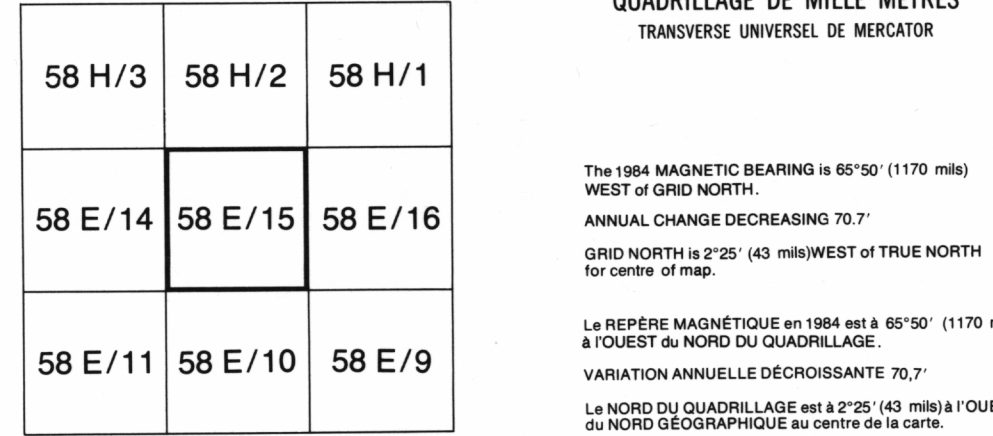 58 H/3 58 H/2 58 H/1
58 E/14 58 E/15 58 E/16
58 E/11 58 E/10 58 E/9
QUADRILLAGE DE MILLE MÈTRES
TRANSVERSE UNIVERSEL DE MERCATOR
The 1984 MAGNETIC BEARING is 65°50′ (1170 mils)
WEST of GRID NORTH.
ANNUAL CHANGE DECREASING 70.7′
GRID NORTH is 2°25′ (43 mils)WEST of TRUE NORTH
for centre of map.
Le REPÈRE MAGNÉTIQUE en 1984 est à 65°50′ (1170
à l'OUEST du NORD DU QUADRILLAGE.
VARIATION ANNUELLE DÉCROISSANTE 70,7′
Le NORD DU QUADRILLAGE est à 2°25′ (43 mils) à l'OUE
du NORD GÉOGRAPHIQUE au centre de la carte.